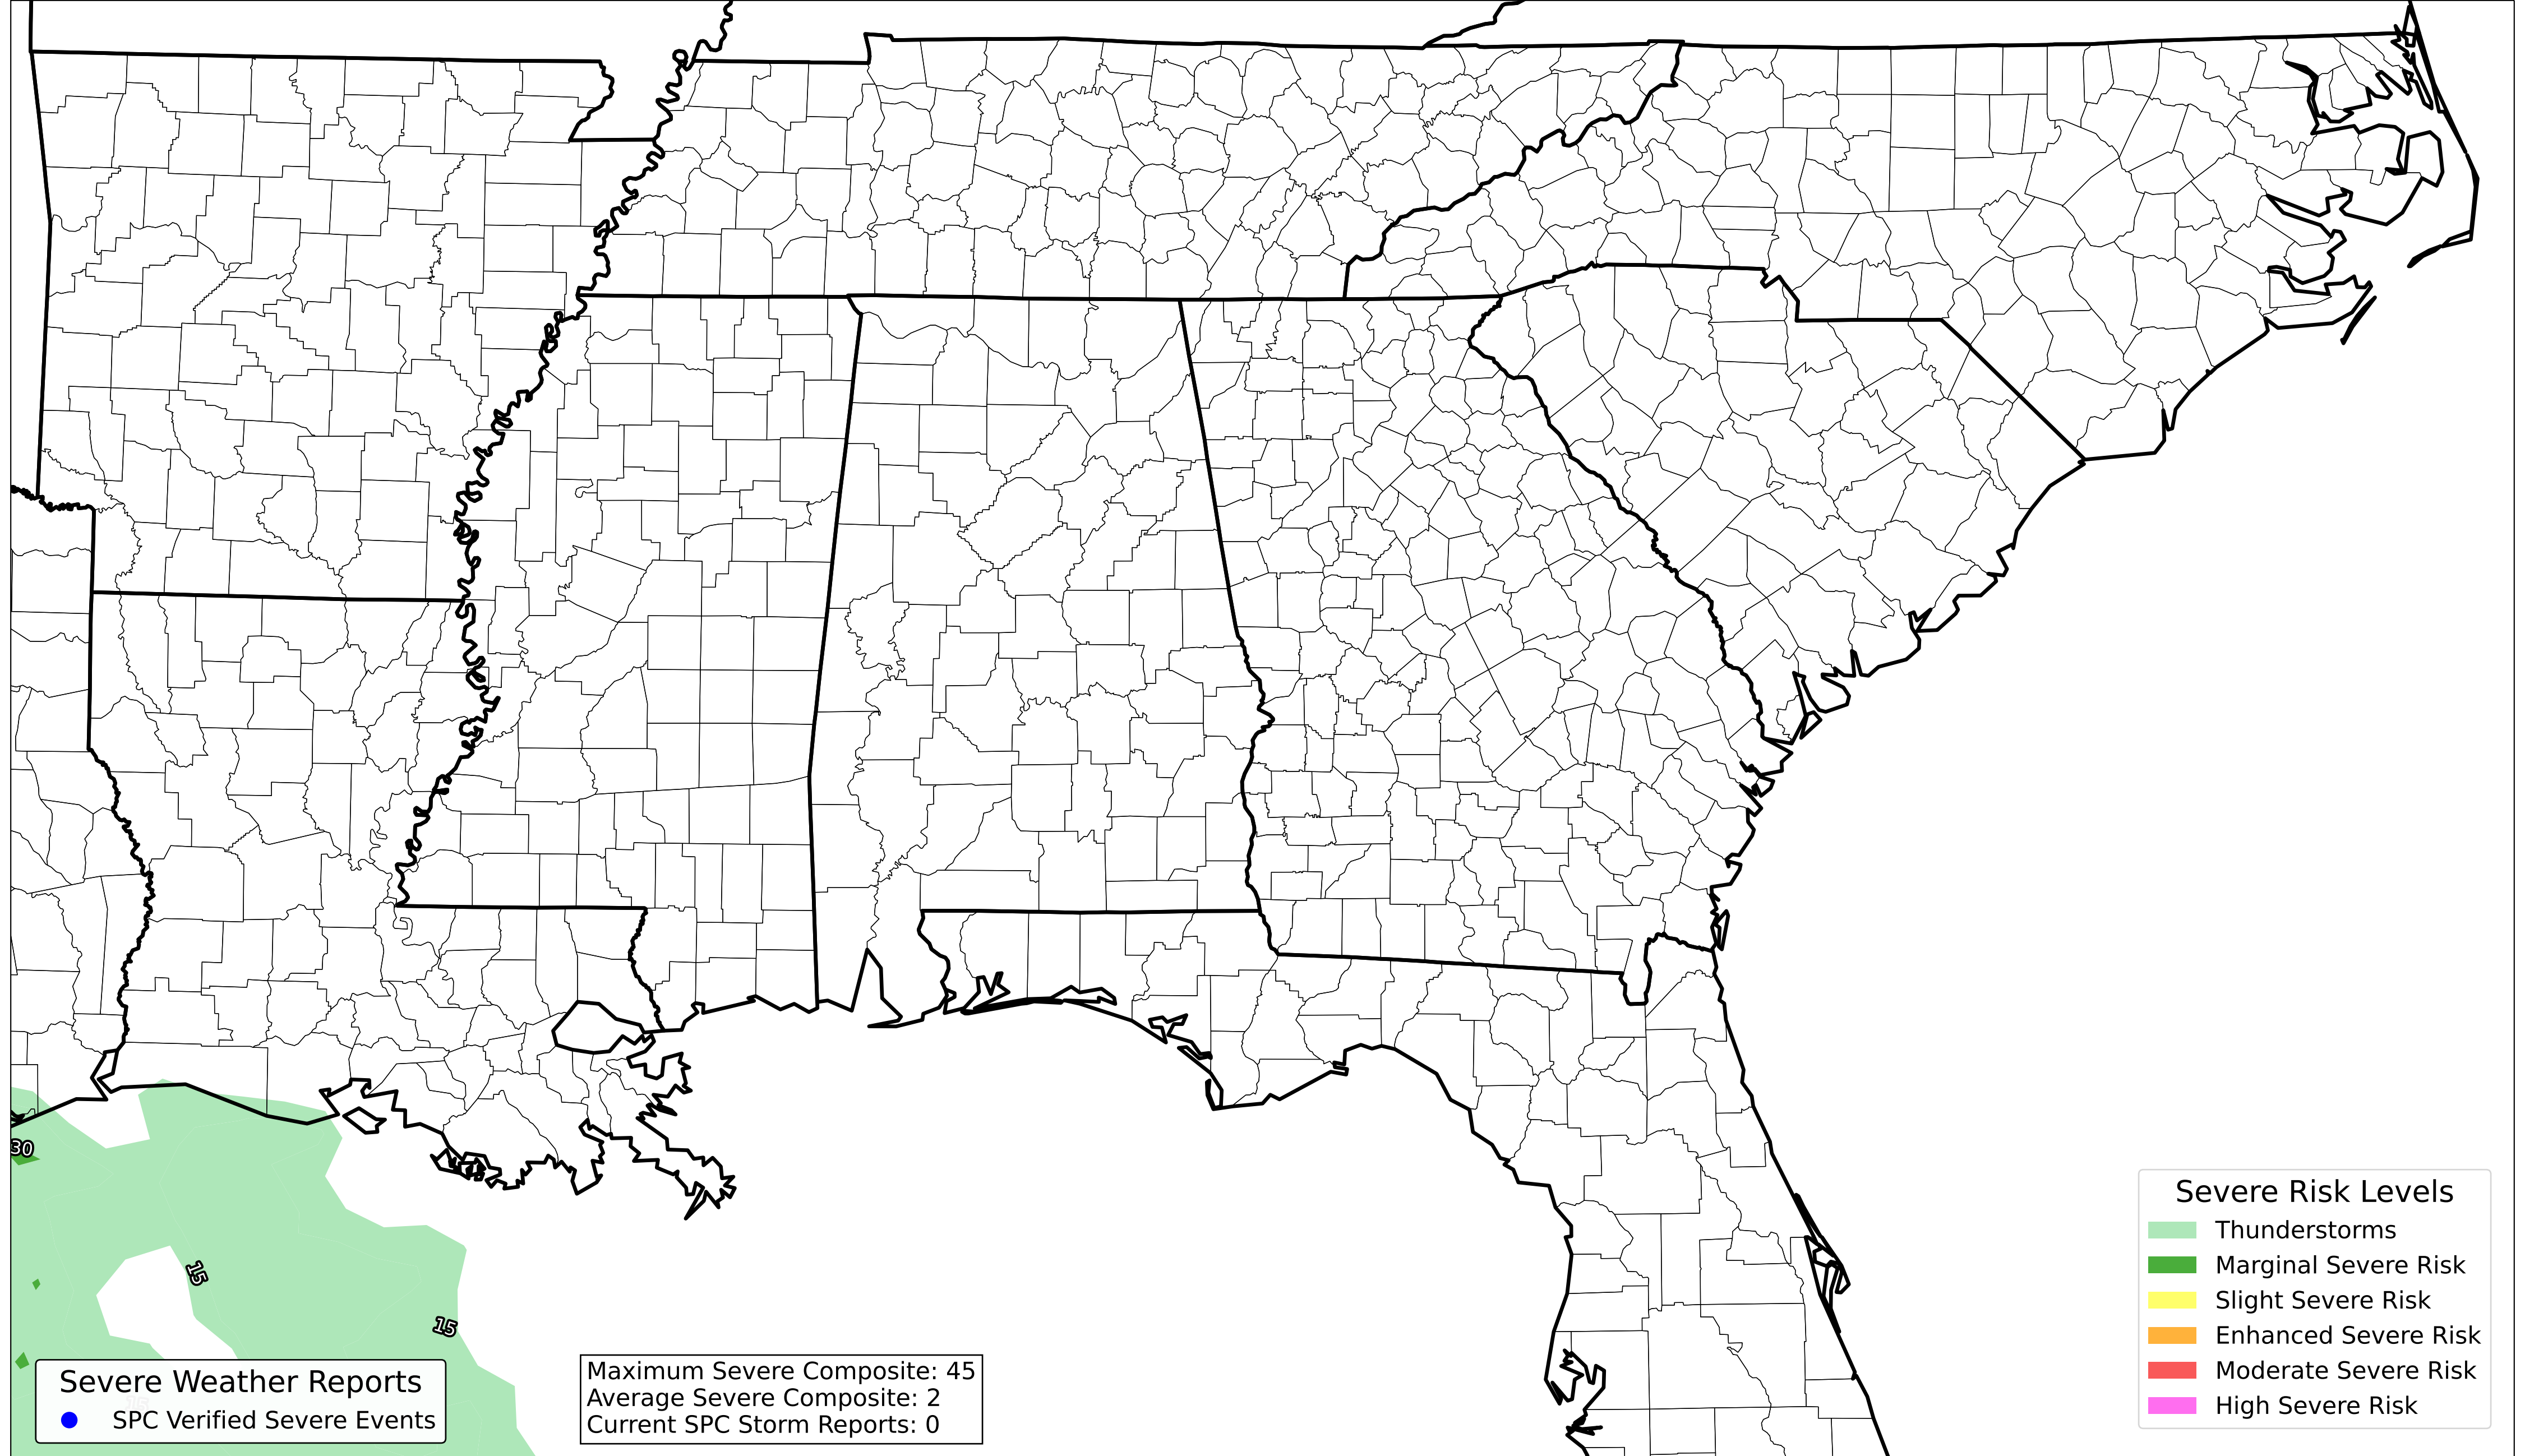 30
15
15
Severe Weather Reports
SPC Verified Severe Events
Maximum Severe Composite: 45
Average Severe Composite: 2
Current SPC Storm Reports: 0
Severe Risk Levels
Thunderstorms
Marginal Severe Risk
Slight Severe Risk
Enhanced Severe Risk
Moderate Severe Risk
High Severe Risk